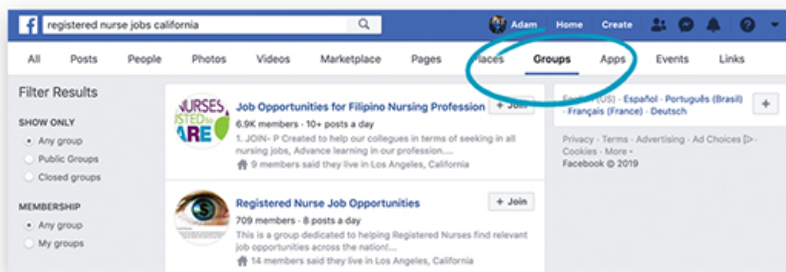 registered nurse jobs california
Adam Home Create
All Posts People Photos Videos Marketplace Pages Places Groups Apps Events Links
Filter Results
SHOW ONLY
Any group
Public Groups
Closed groups
MEMBERSHIP
Any group
My groups
NURSES
ARE
Job Opportunities for Filipino Nursing Profession
+ Join
6.9K members · 10+ posts a day
1. JOIN- P Created to help our collegues in terms of seeking in all
nursing jobs, Advance learning in our profession....
9 members said they live in Los Angeles, California
Registered Nurse Job Opportunities
+ Join
709 members · 8 posts a day
This is a group dedicated to helping Registered Nurses find relevant
job opportunities across the nation!...
14 members said they live in Los Angeles, California
English (US) · Español · Português (Brasil)
· Français (France) · Deutsch
+
Privacy · Terms · Advertising · Ad Choices ·
Cookies · More
Facebook © 2019